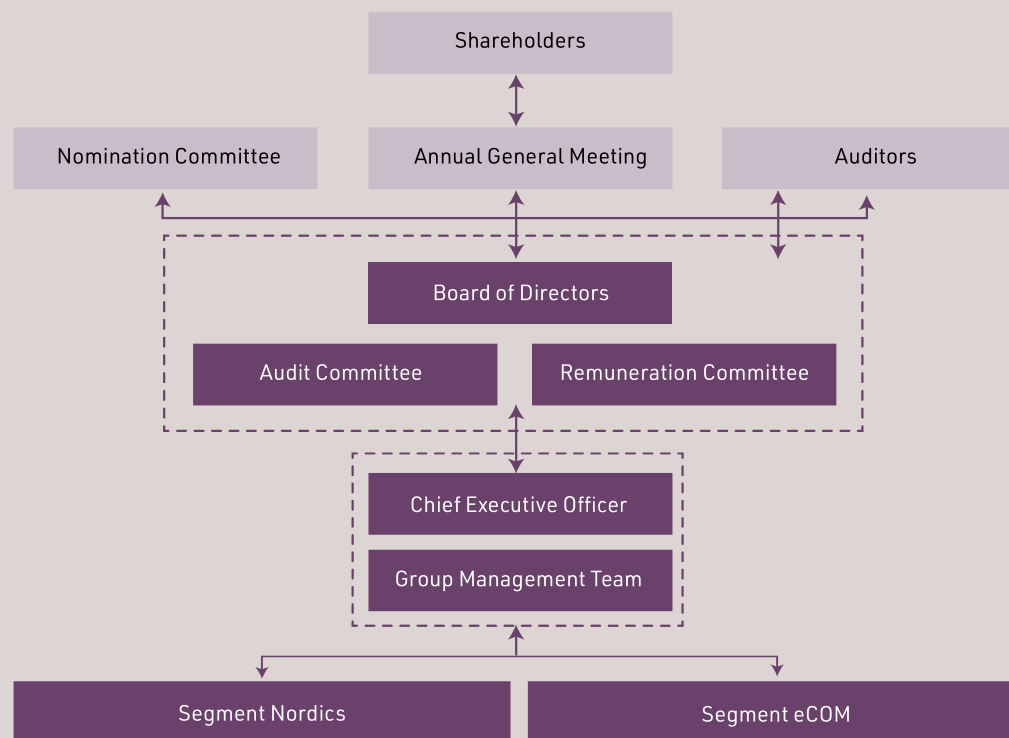 Shareholders
Nomination Committee
Annual General Meeting
Auditors
Board of Directors
Audit Committee
Remuneration Committee
Chief Executive Officer
Group Management Team
Segment Nordics
Segment eCOM